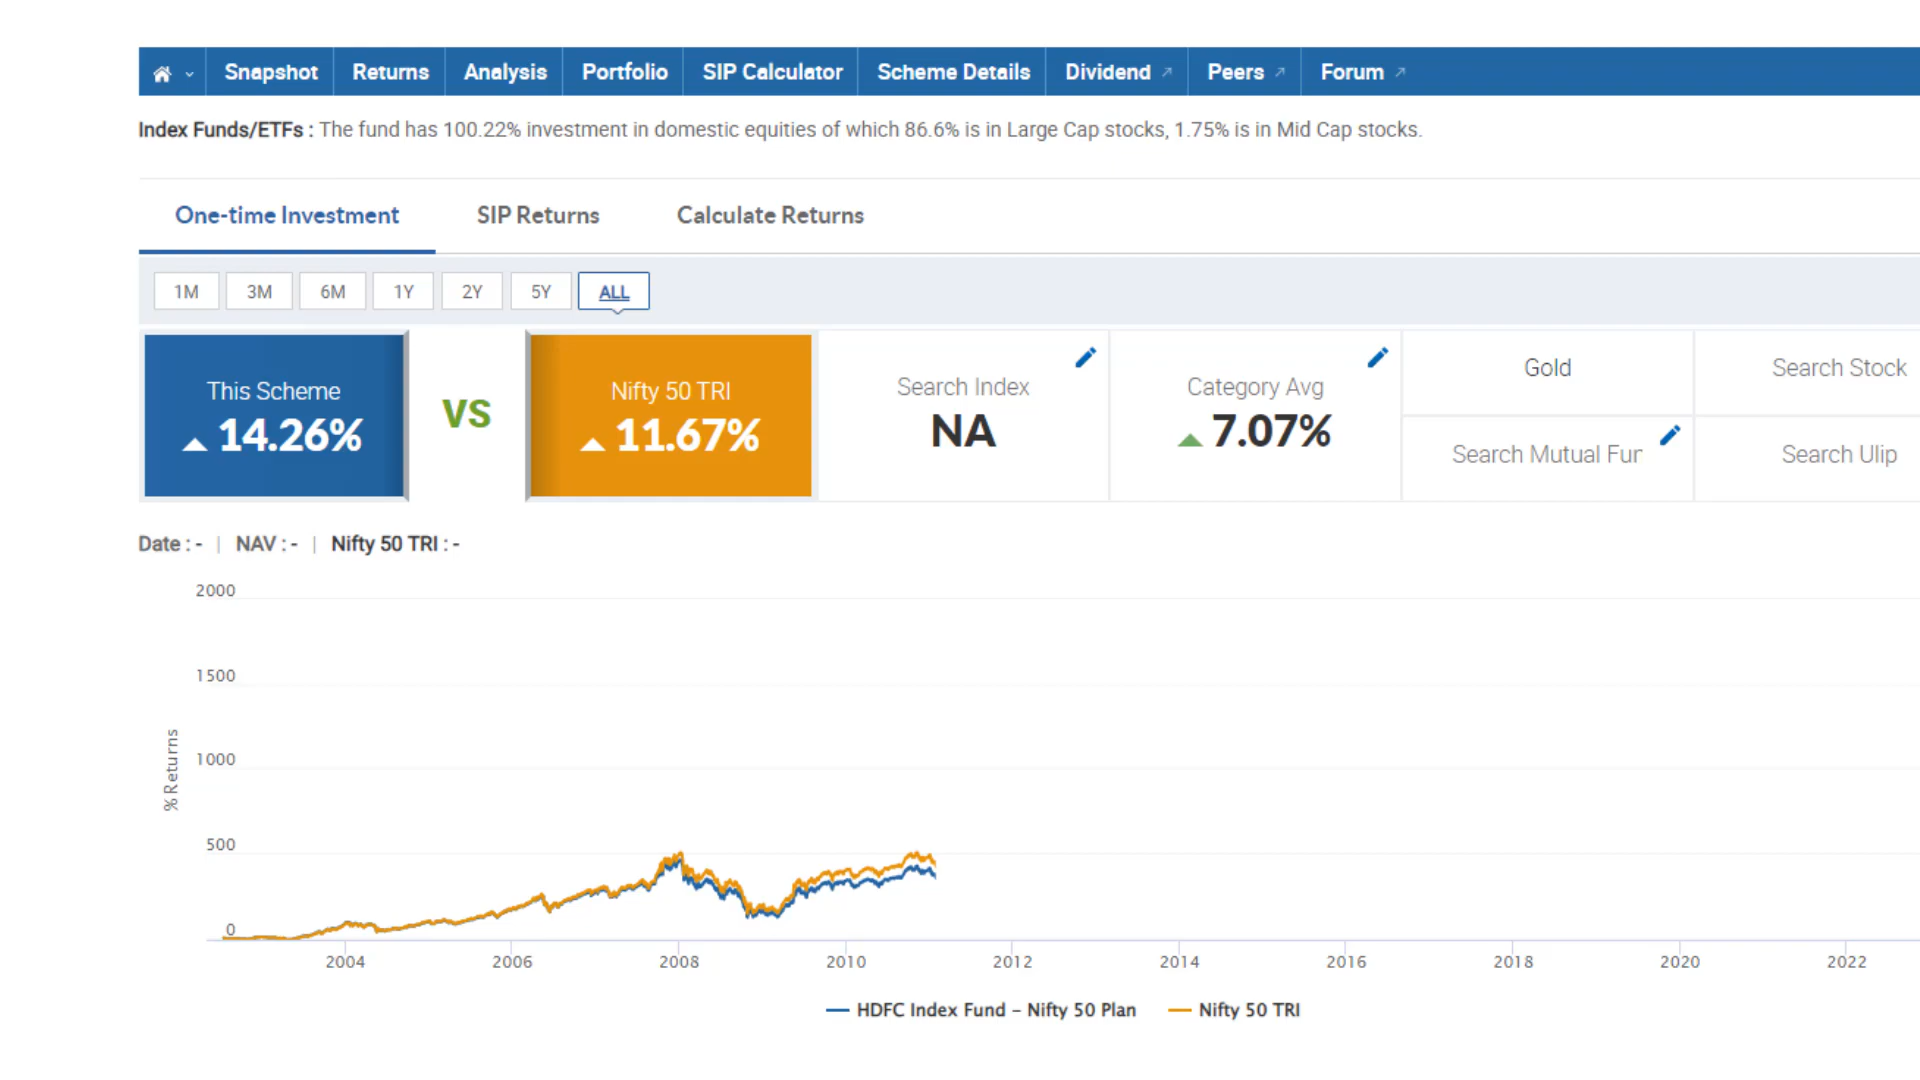 Snapshot Returns Analysis Portfolio SIP Calculator Scheme Details Dividend Peers Forum
Index Funds/ETFs : The fund has 100.22% investment in domestic equities of which 86.6% is in Large Cap stocks, 1.75% is in Mid Cap stocks.
One-time Investment SIP Returns Calculate Returns
1M 3M 6M 1Y 2Y 5Y ALL
This Scheme
14.26%
VS
Nifty 50 TRI
11.67%
Search Index
NA
Category Avg
7.07%
Gold
Search Stock
Search Mutual Fun
Search Ulip
Date : - | NAV : - | Nifty 50 TRI : -
2000
1500
1000
500
0
% Returns
2004 2006 2008 2010 2012 2014 2016 2018 2020 2022
HDFC Index Fund – Nifty 50 Plan Nifty 50 TRI